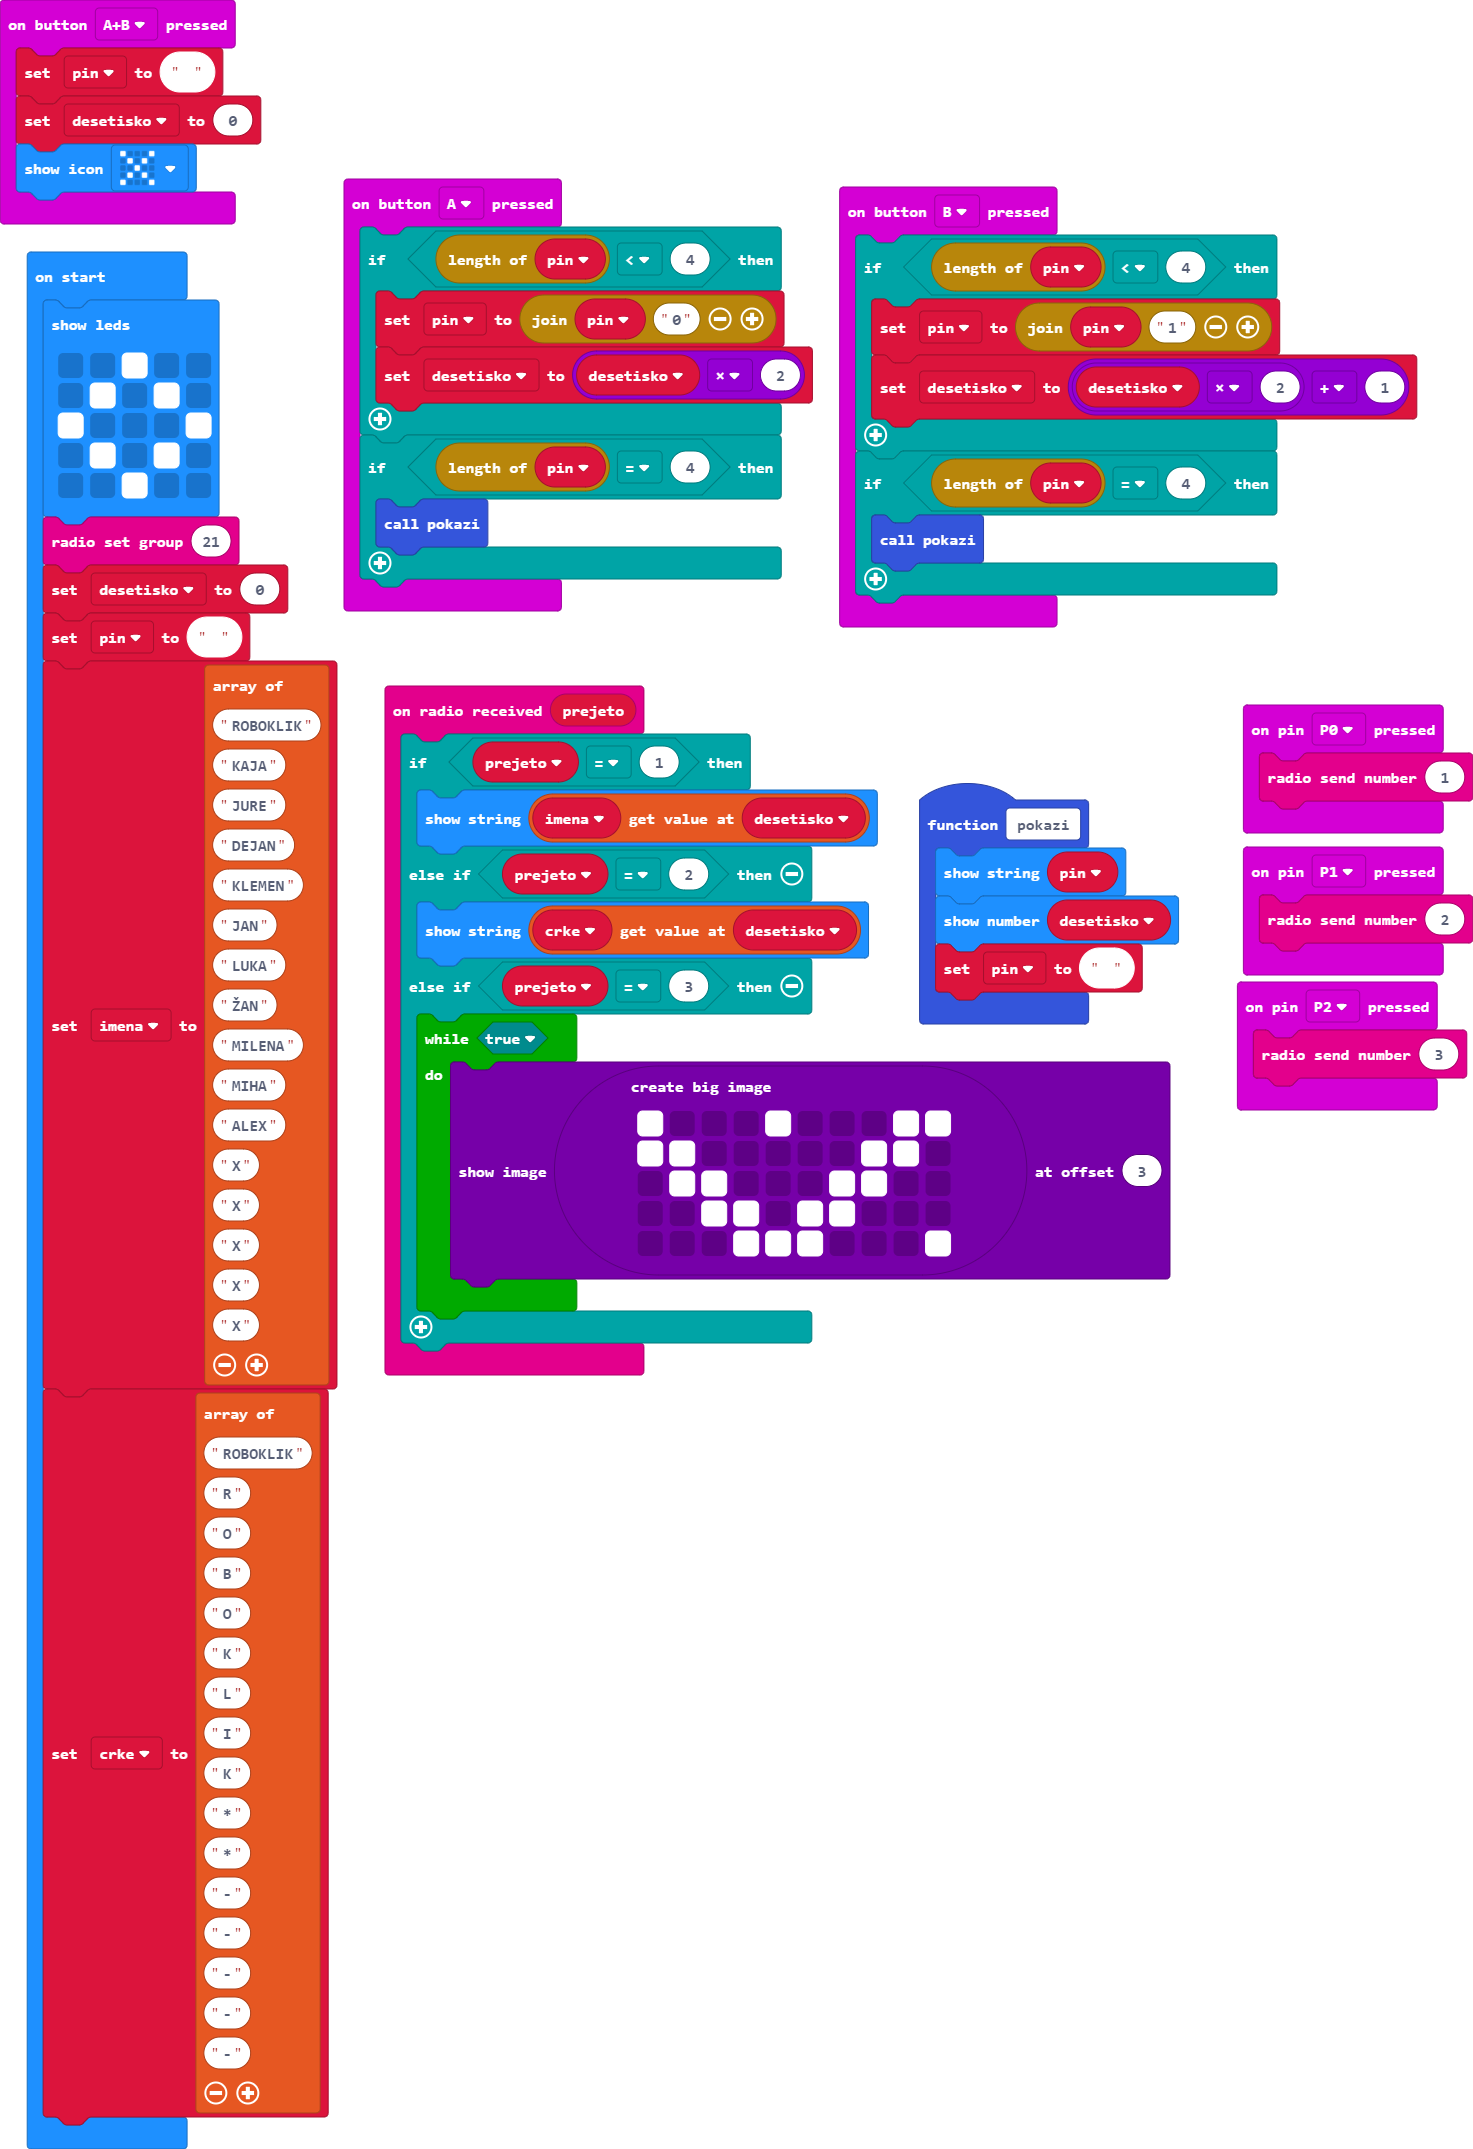 on button A+B pressed
set pin to " "
set desetisko to 0
show icon
on start
show leds
radio set group 21
set desetisko to 0
set pin to " "
set imena to
array of
"ROBOKLIK"
"KAJA"
"JURE"
"DEJAN"
"KLEMEN"
"JAN"
"LUKA"
"ŽAN"
"MILENA"
"MIHA"
"ALEX"
"X"
"X"
"X"
"X"
"X"
set crke to
array of
"ROBOKLIK"
"R"
"O"
"B"
"O"
"K"
"L"
"I"
"K"
"*"
"*"
"-"
"-"
"-"
"-"
"-"
on button A pressed
if length of pin < 4 then
set pin to join pin "0"
set desetisko to desetisko × 2
if length of pin = 4 then
call pokazi
on button B pressed
if length of pin < 4 then
set pin to join pin "1"
set desetisko to desetisko × 2 + 1
if length of pin = 4 then
call pokazi
on radio received prejeto
if prejeto = 1 then
show string imena get value at desetisko
else if prejeto = 2 then
show string crke get value at desetisko
else if prejeto = 3 then
while true
do
create big image
show image at offset 3
function pokazi
show string pin
show number desetisko
set pin to " "
on pin P0 pressed
radio send number 1
on pin P1 pressed
radio send number 2
on pin P2 pressed
radio send number 3